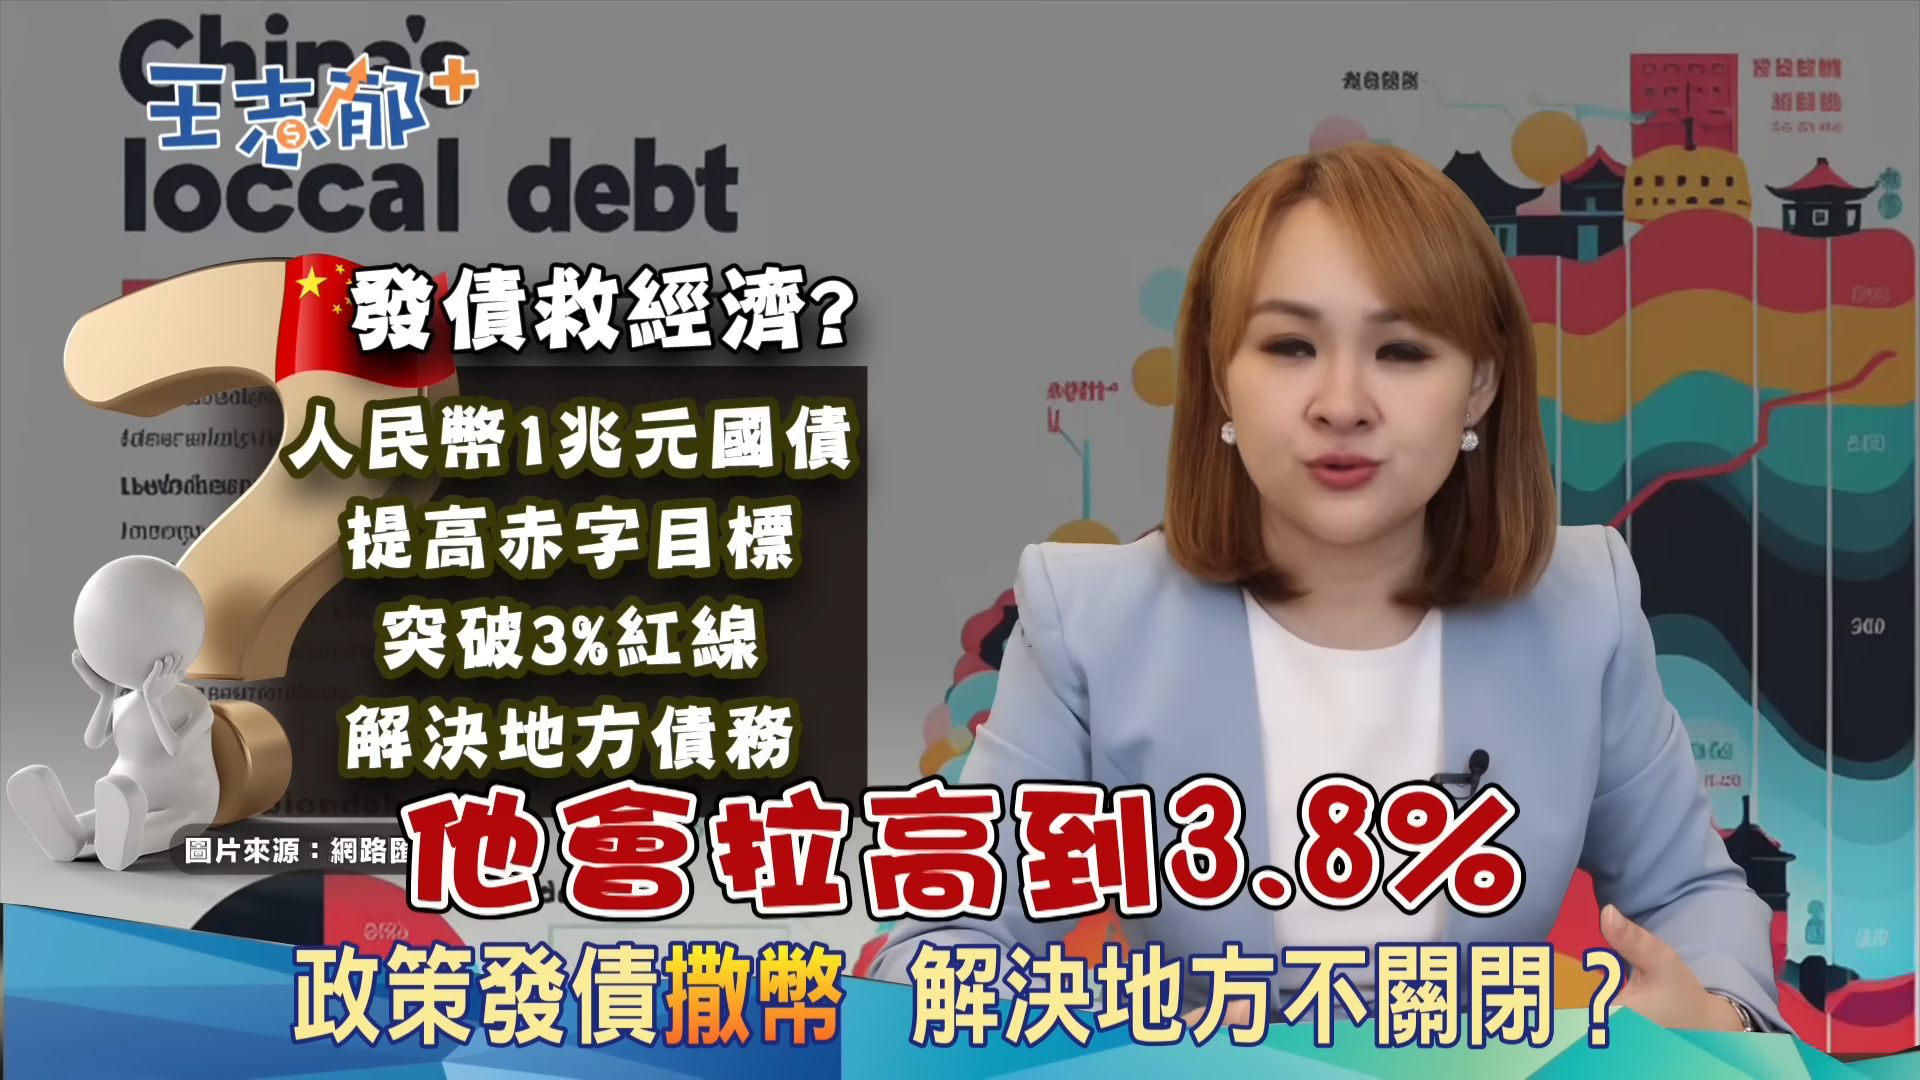 China's
loccal debt
王志郁+
發債救經濟?
人民幣1兆元國債
提高赤字目標
突破3%紅線
解決地方債務
圖片來源：網路
他會拉高到3.8%
政策發債撒幣 解決地方不關閉？